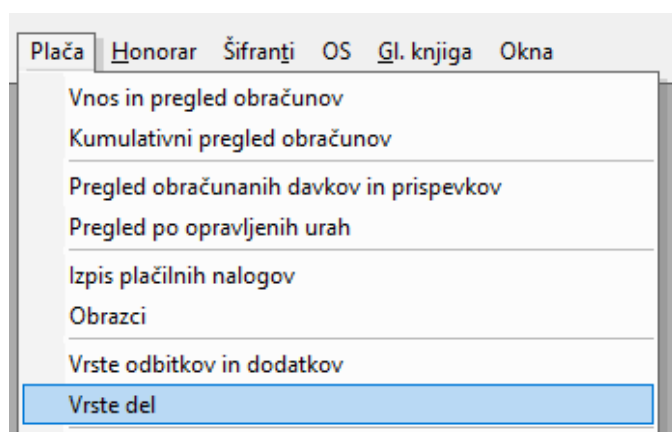 Plača Honorar Šifranti OS Gl. knjiga Okna
Vnos in pregled obračunov
Kumulativni pregled obračunov
Pregled obračunanih davkov in prispevkov
Pregled po opravljenih urah
Izpis plačilnih nalogov
Obrazci
Vrste odbitkov in dodatkov
Vrste del